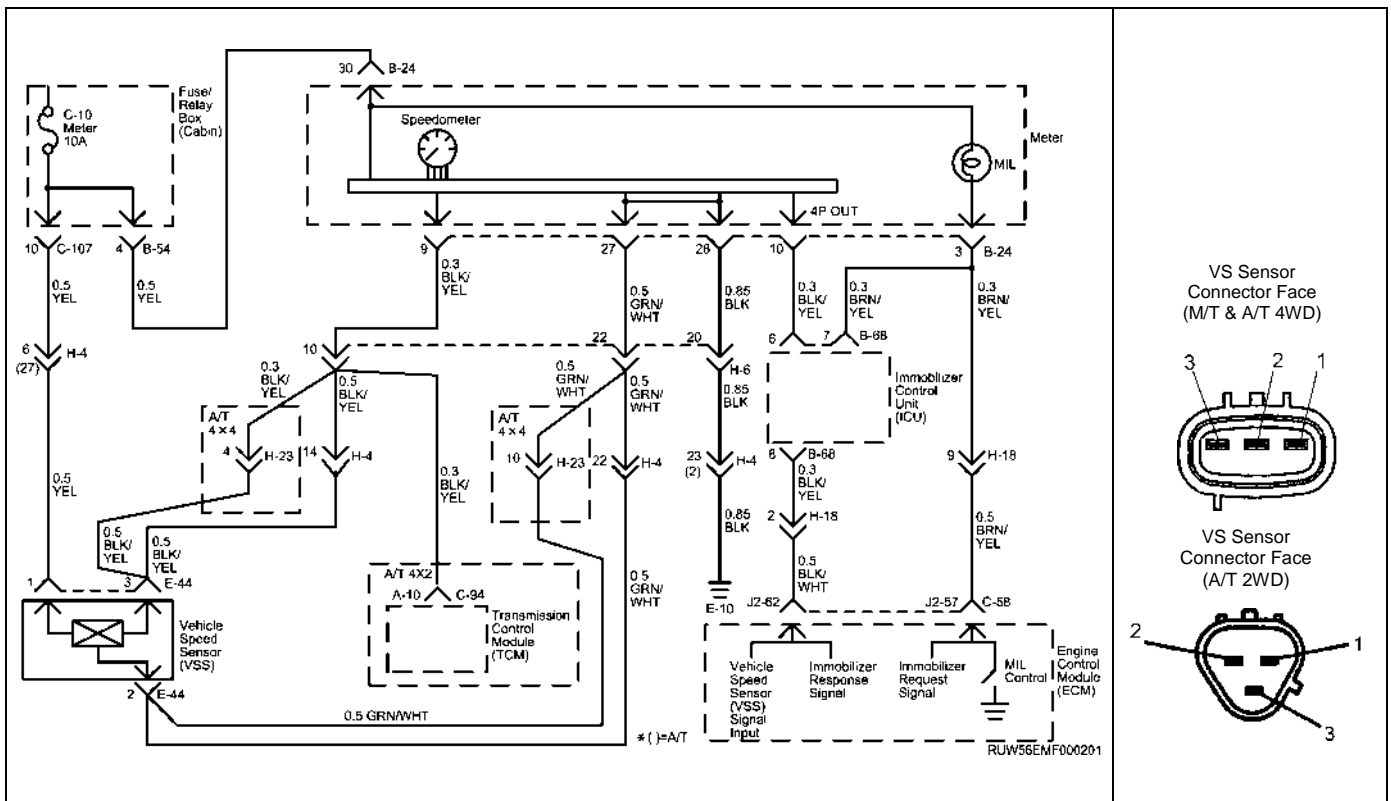 30 B-24
Fuse/
Relay
Box
(Cabin)
C-10
Meter
10A
Speedometer
Meter
MIL
4P OUT
10 C-107
4 B-54
9
27
28
10
3 B-24
0.5
YEL
0.5
YEL
0.3
BLK/
YEL
0.5
GRN/
WHT
0.85
BLK
0.3
BLK/
YEL
0.3
BRN/
YEL
0.3
BRN/
YEL
6 H-4
(27)
10
22
20
H-6
6
7 B-68
0.3
BLK/
YEL
0.5
BLK/
YEL
0.5
GRN/
WHT
0.5
GRN/
WHT
0.85
BLK
Immobilizer
Control
Unit
(ICU)
A/T
4×4
4 H-23
14 H-4
A/T
4×4
10 H-23
22 H-4
23 H-4
(2)
8 B-68
9 H-18
0.5
YEL
0.3
BLK/
YEL
0.3
BLK/
YEL
2 H-18
0.5
BLK/
YEL
0.5
BLK/
YEL
0.85
BLK
0.5
BRN/
YEL
0.5
BLK/
WHT
0.5
GRN/
WHT
1
3 E-44
A/T 4X2
A-10 C-94
Transmission
Control
Module
(TCM)
E-10
J2-62
J2-57 C-58
Vehicle
Speed
Sensor
(VSS)
Vehicle
Speed
Sensor
(VSS)
Signal
Input
Immobilizer
Response
Signal
Immobilizer
Request
Signal
MIL
Control
Engine
Control
Module
(ECM)
2 E-44
0.5 GRN/WHT
* ( )=A/T
RUW56EMF000201
VS Sensor
Connector Face
(M/T & A/T 4WD)
3 2 1
VS Sensor
Connector Face
(A/T 2WD)
2 1
3